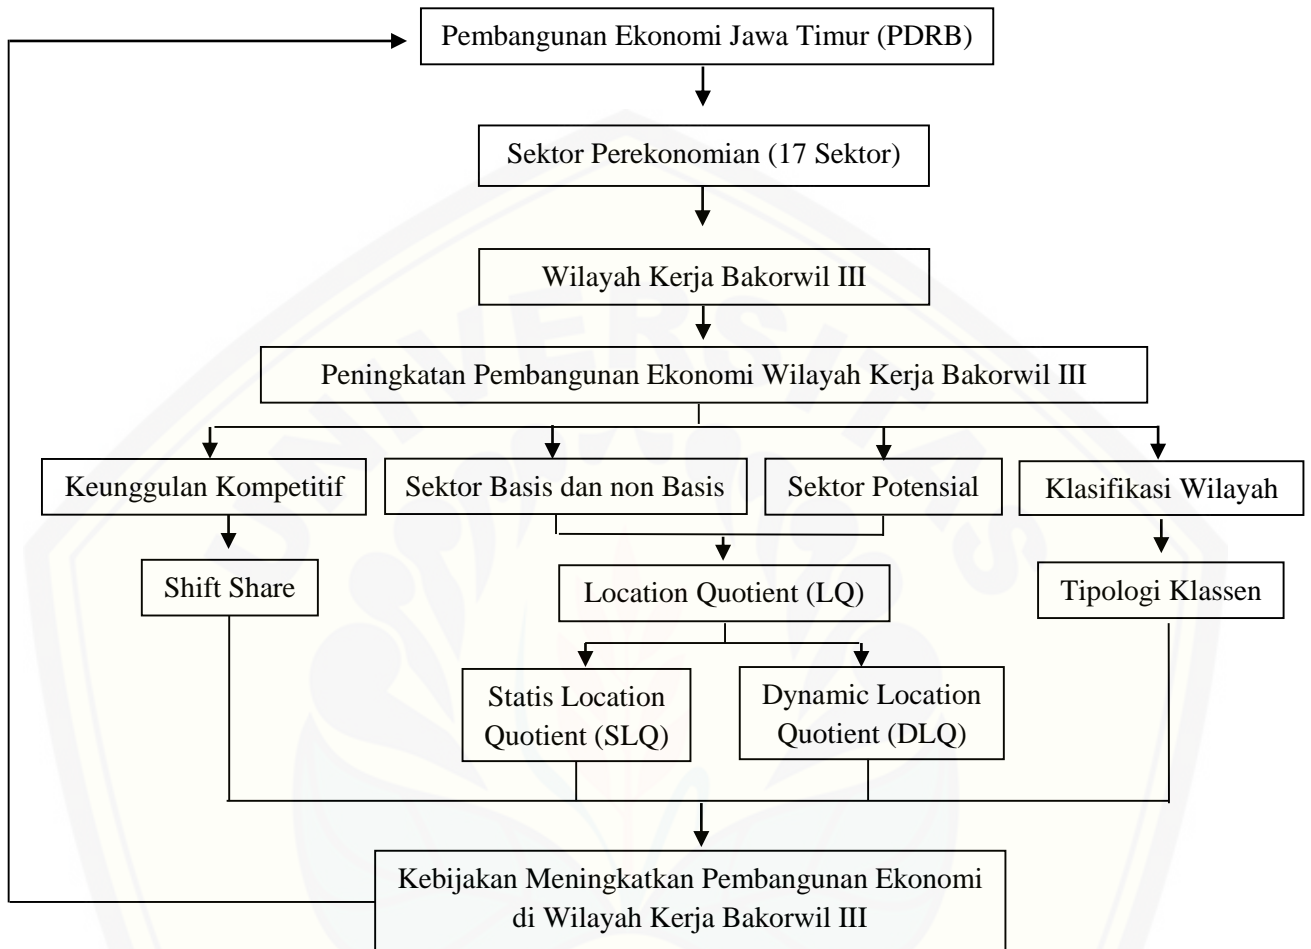 Pembangunan Ekonomi Jawa Timur (PDRB)
Sektor Perekonomian (17 Sektor)
Wilayah Kerja Bakorwil III
Peningkatan Pembangunan Ekonomi Wilayah Kerja Bakorwil III
Keunggulan Kompetitif
Sektor Basis dan non Basis
Sektor Potensial
Klasifikasi Wilayah
Shift Share
Location Quotient (LQ)
Tipologi Klassen
Statis Location
Quotient (SLQ)
Dynamic Location
Quotient (DLQ)
Kebijakan Meningkatkan Pembangunan Ekonomi
di Wilayah Kerja Bakorwil III
UNIVERSITAS